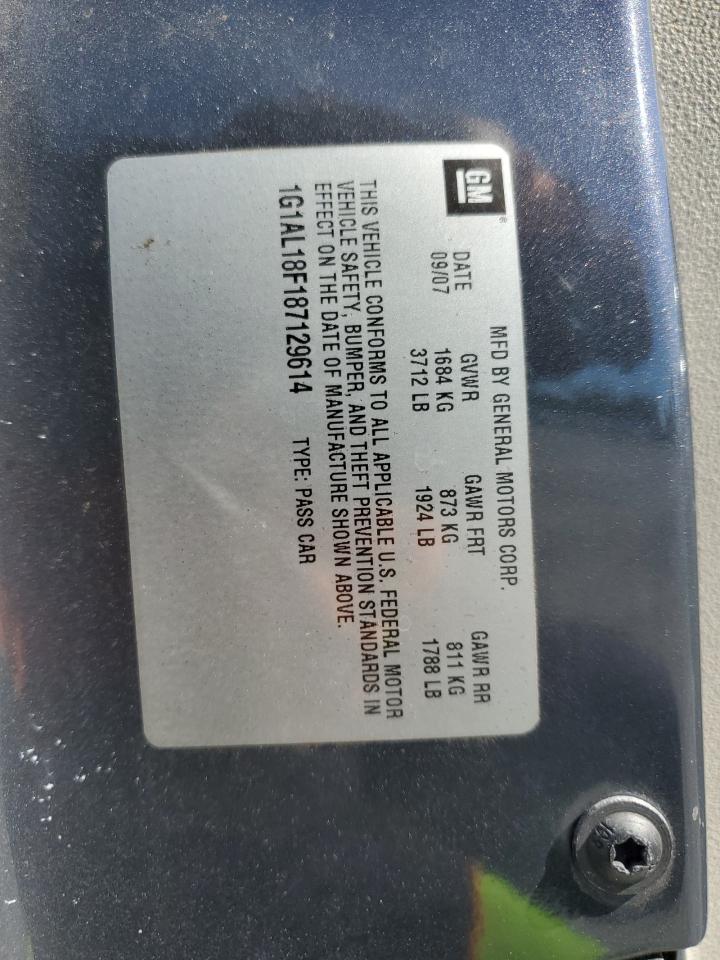 GM®
MFD BY GENERAL MOTORS CORP.
DATE GVWR GAWR FRT GAWR RR
09/07 1684 KG 873 KG 811 KG
3712 LB 1924 LB 1788 LB
THIS VEHICLE CONFORMS TO ALL APPLICABLE U.S. FEDERAL MOTOR
VEHICLE SAFETY, BUMPER, AND THEFT PREVENTION STANDARDS IN
EFFECT ON THE DATE OF MANUFACTURE SHOWN ABOVE.
1G1AL18F187129614 TYPE: PASS CAR